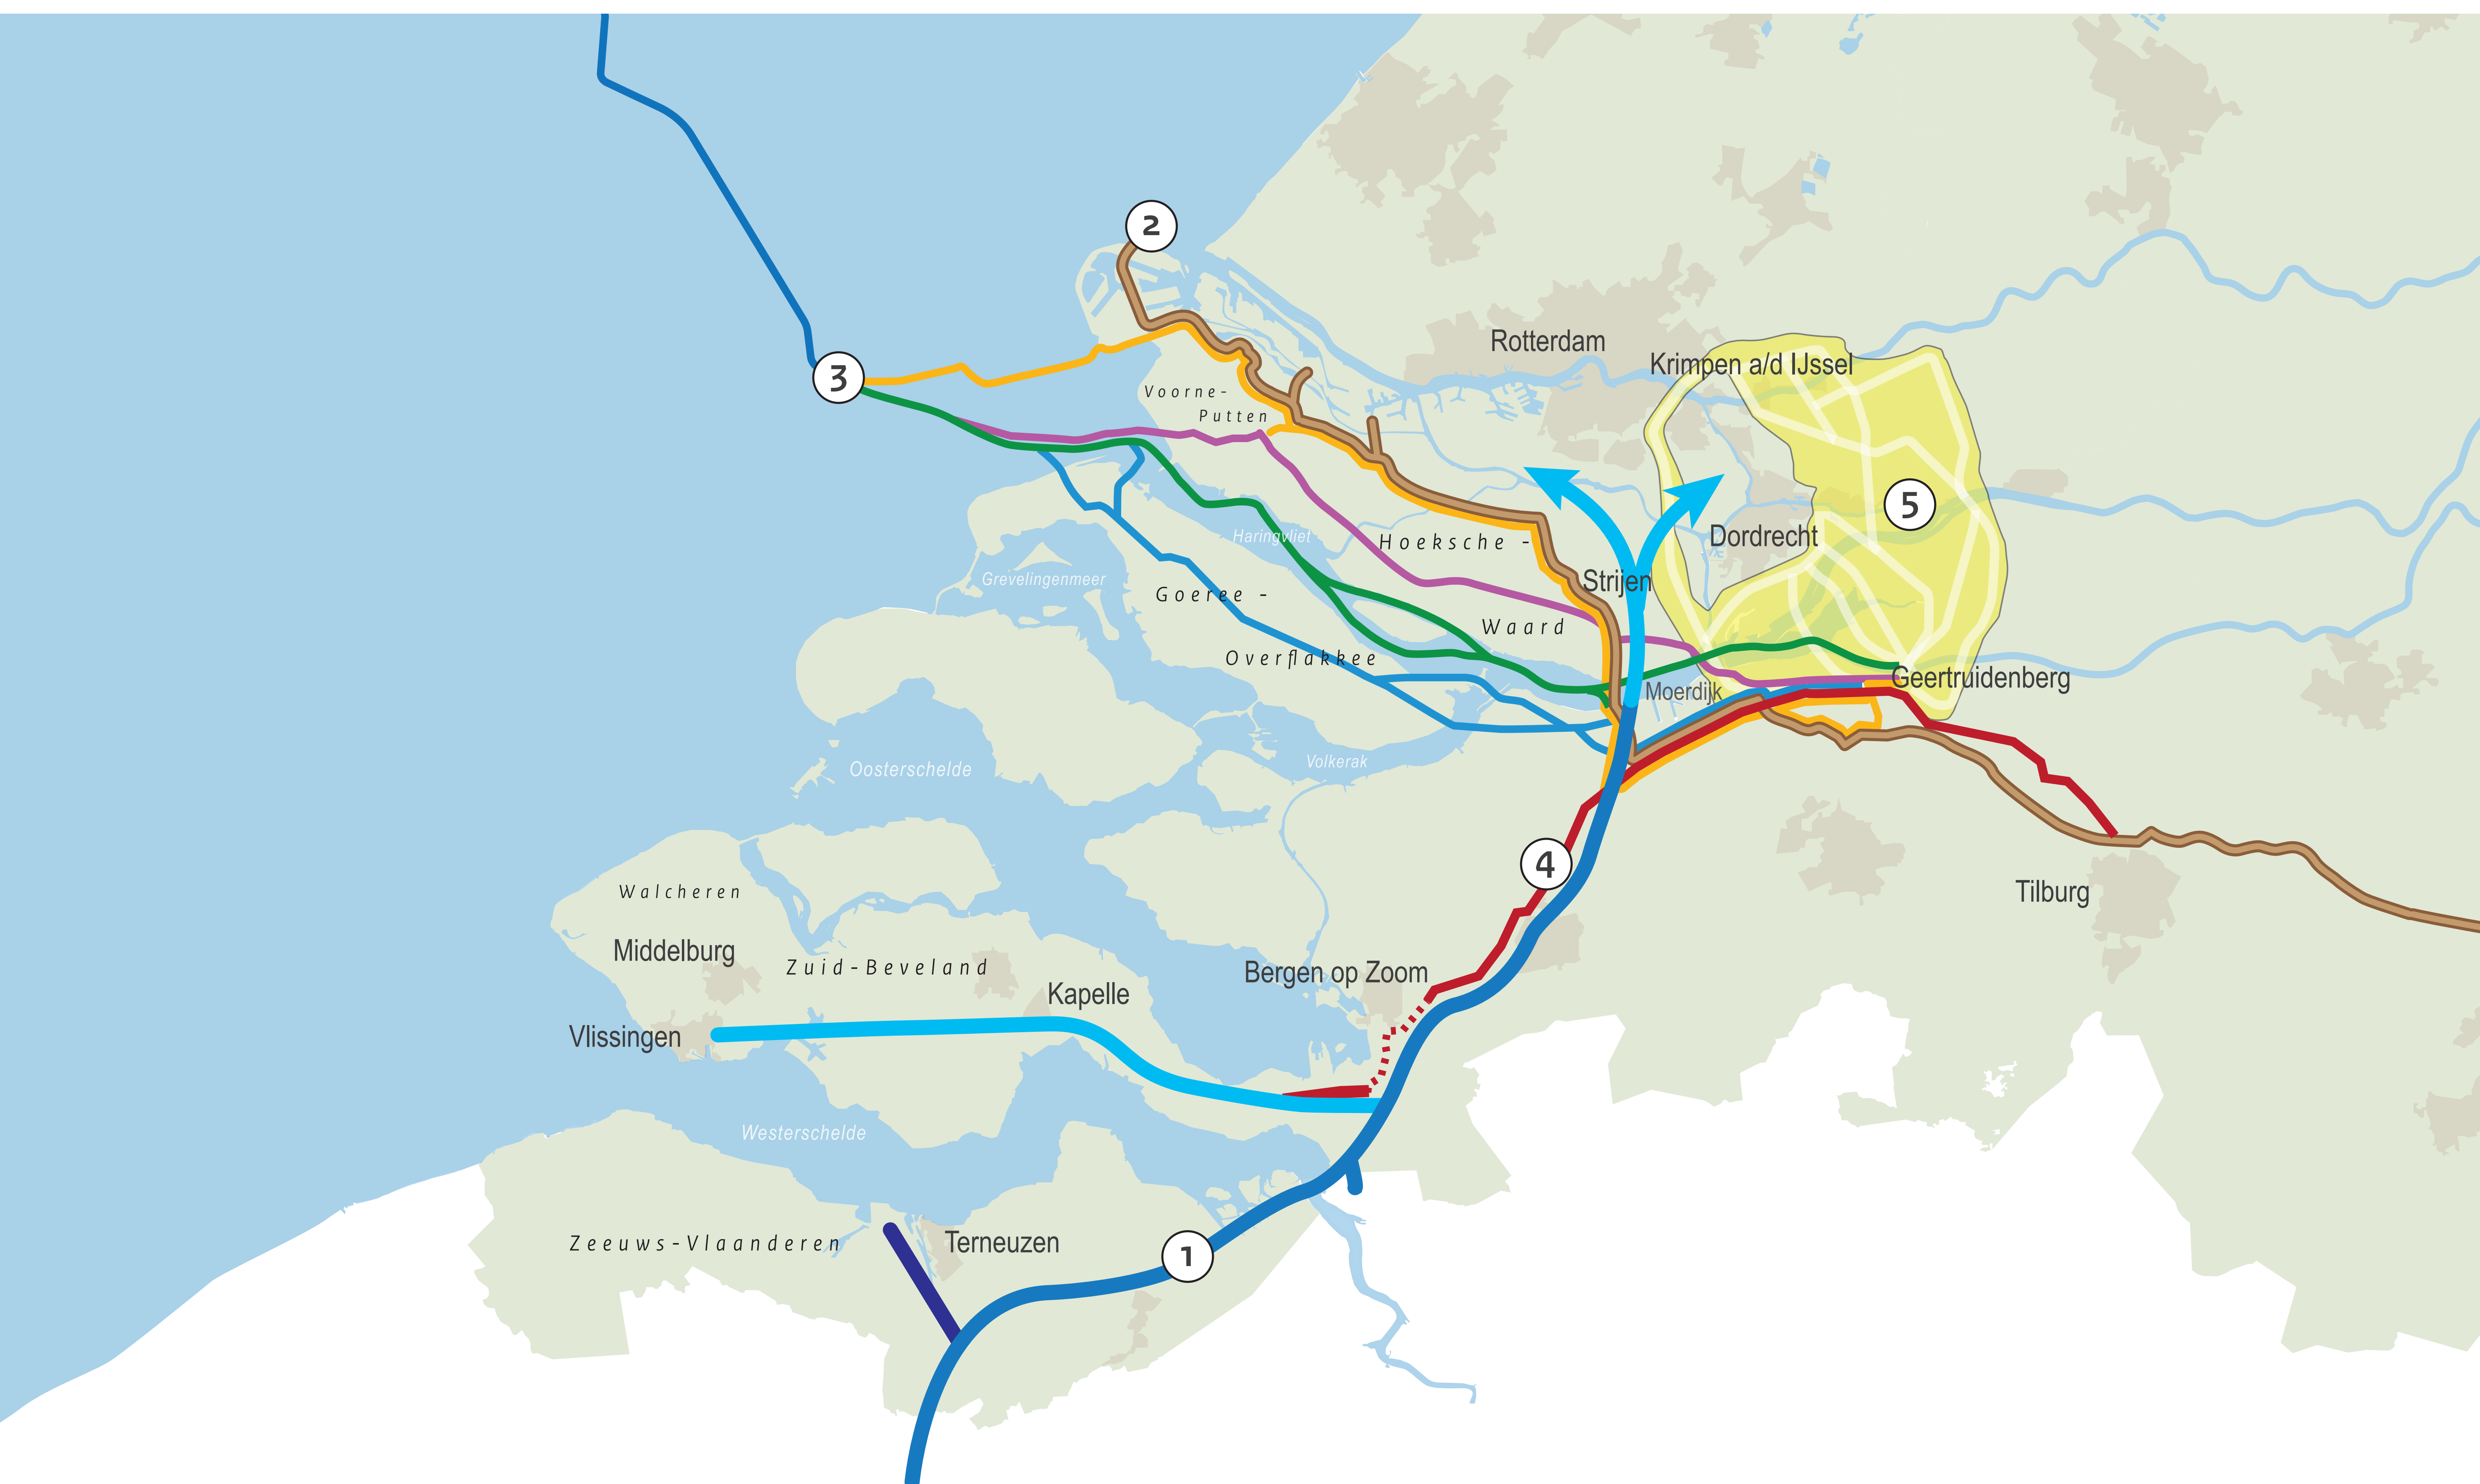 2
Rotterdam
Krimpen a/d IJssel
3
Voorne-
Putten
5
Haringvliet
Hoeksche -
Dordrecht
Grevelingenmeer
Strijen
Goeree -
Waard
Overflakkee
Geertruidenberg
Moerdijk
Volkerak
Oosterschelde
4
Walcheren
Tilburg
Middelburg
Zuid-Beveland
Bergen op Zoom
Kapelle
Vlissingen
Westerschelde
Zeeuws-Vlaanderen
Terneuzen
1